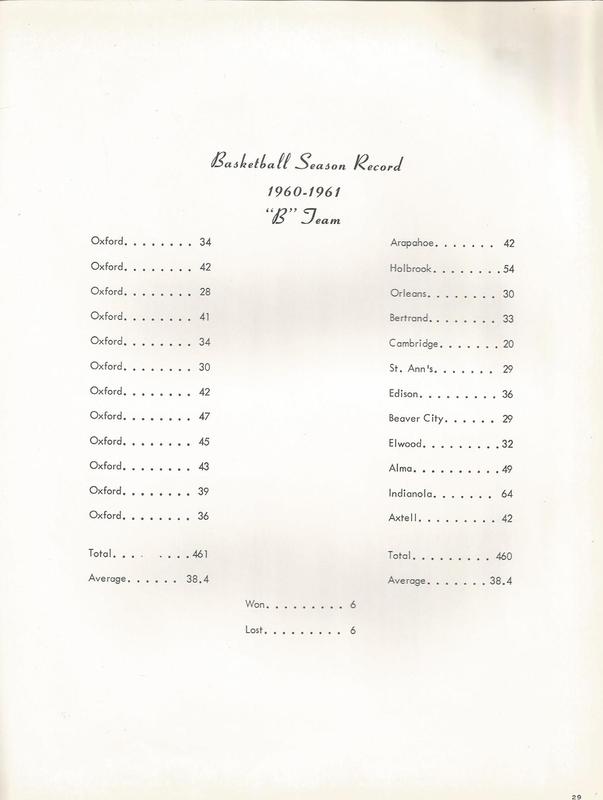 Basketball Season Record
1960-1961
"B" Team
Oxford. . . . . . . . 34 Arapahoe. . . . . . . 42
Oxford. . . . . . . . 42 Holbrook. . . . . . . . 54
Oxford. . . . . . . . 28 Orleans. . . . . . . . 30
Oxford. . . . . . . . 41 Bertrand. . . . . . . . 33
Oxford. . . . . . . . 34 Cambridge. . . . . . . 20
Oxford. . . . . . . . 30 St. Ann's. . . . . . . 29
Oxford. . . . . . . . 42 Edison. . . . . . . . . 36
Oxford. . . . . . . . 47 Beaver City. . . . . . 29
Oxford. . . . . . . . 45 Elwood. . . . . . . . . 32
Oxford. . . . . . . . 43 Alma. . . . . . . . . . 49
Oxford. . . . . . . . 39 Indianola. . . . . . . 64
Oxford. . . . . . . . 36 Axtell. . . . . . . . . 42
Total. . . . . . . . 461 Total. . . . . . . . . 460
Average. . . . . . 38.4 Average. . . . . . . 38.4
Won. . . . . . . . . 6
Lost. . . . . . . . . 6
29